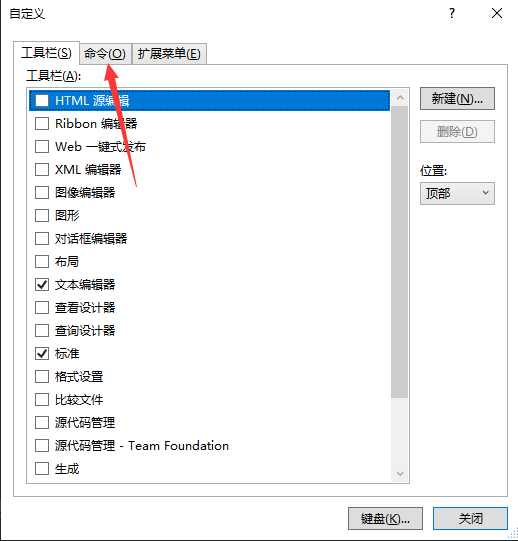 自定义
?
工具栏(S) 命令(O) 扩展菜单(E)
工具栏(A):
HTML 源编辑
Ribbon 编辑器
Web 一键式发布
XML 编辑器
图像编辑器
图形
对话框编辑器
布局
文本编辑器
查看设计器
查询设计器
标准
格式设置
比较文件
源代码管理
源代码管理 - Team Foundation
生成
新建(N)...
删除(D)
位置:
顶部
键盘(K)... 关闭